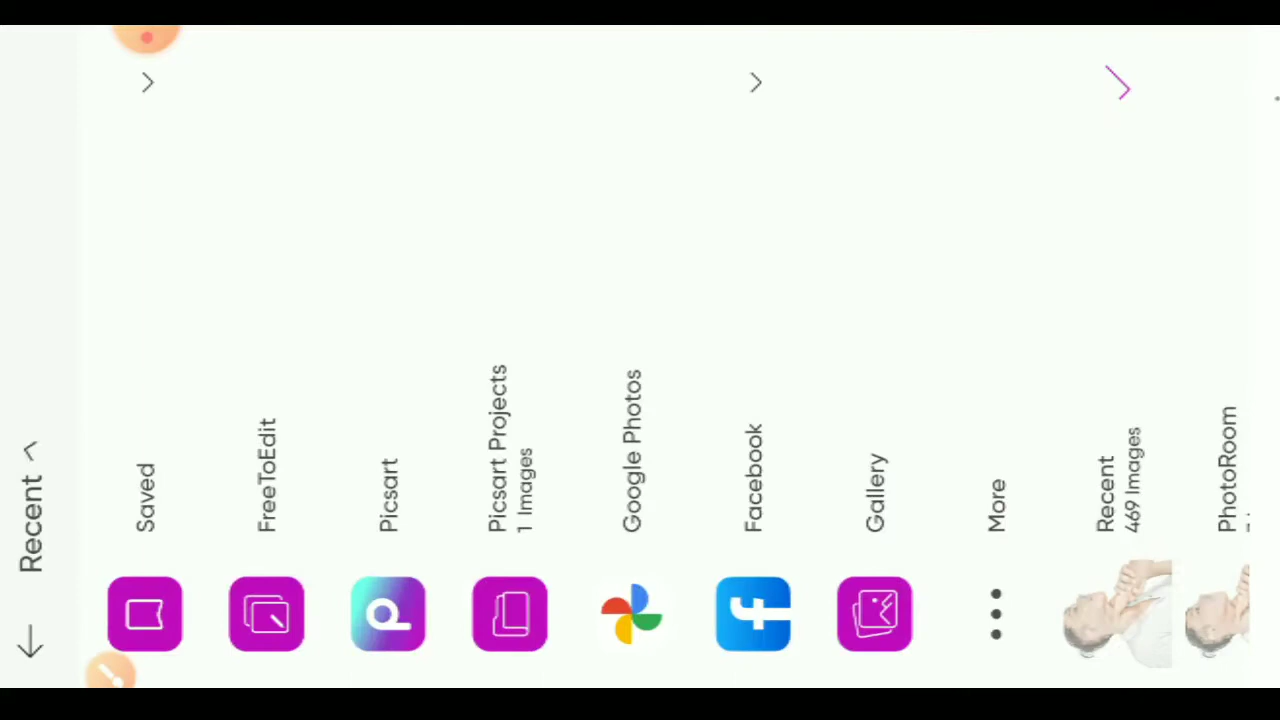 Recent
Saved
FreeToEdit
Picsart
Picsart Projects
1 Images
Google Photos
Facebook
Gallery
More
Recent
469 Images
PhotoRoom